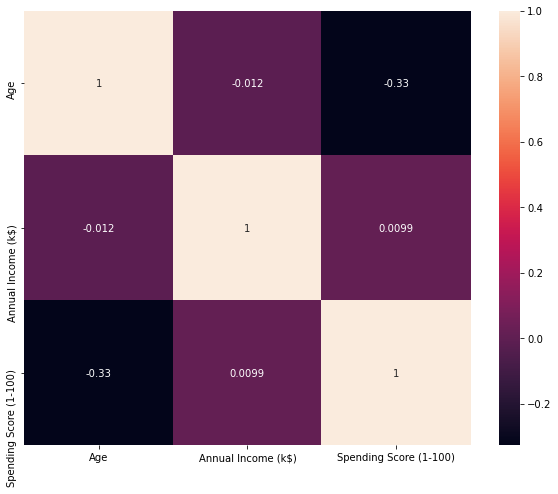 Age
1
-0.012
-0.33
Annual Income (k$)
-0.012
1
0.0099
Spending Score (1-100)
-0.33
0.0099
1
Age
Annual Income (k$)
Spending Score (1-100)
1.0
0.8
0.6
0.4
0.2
0.0
−0.2